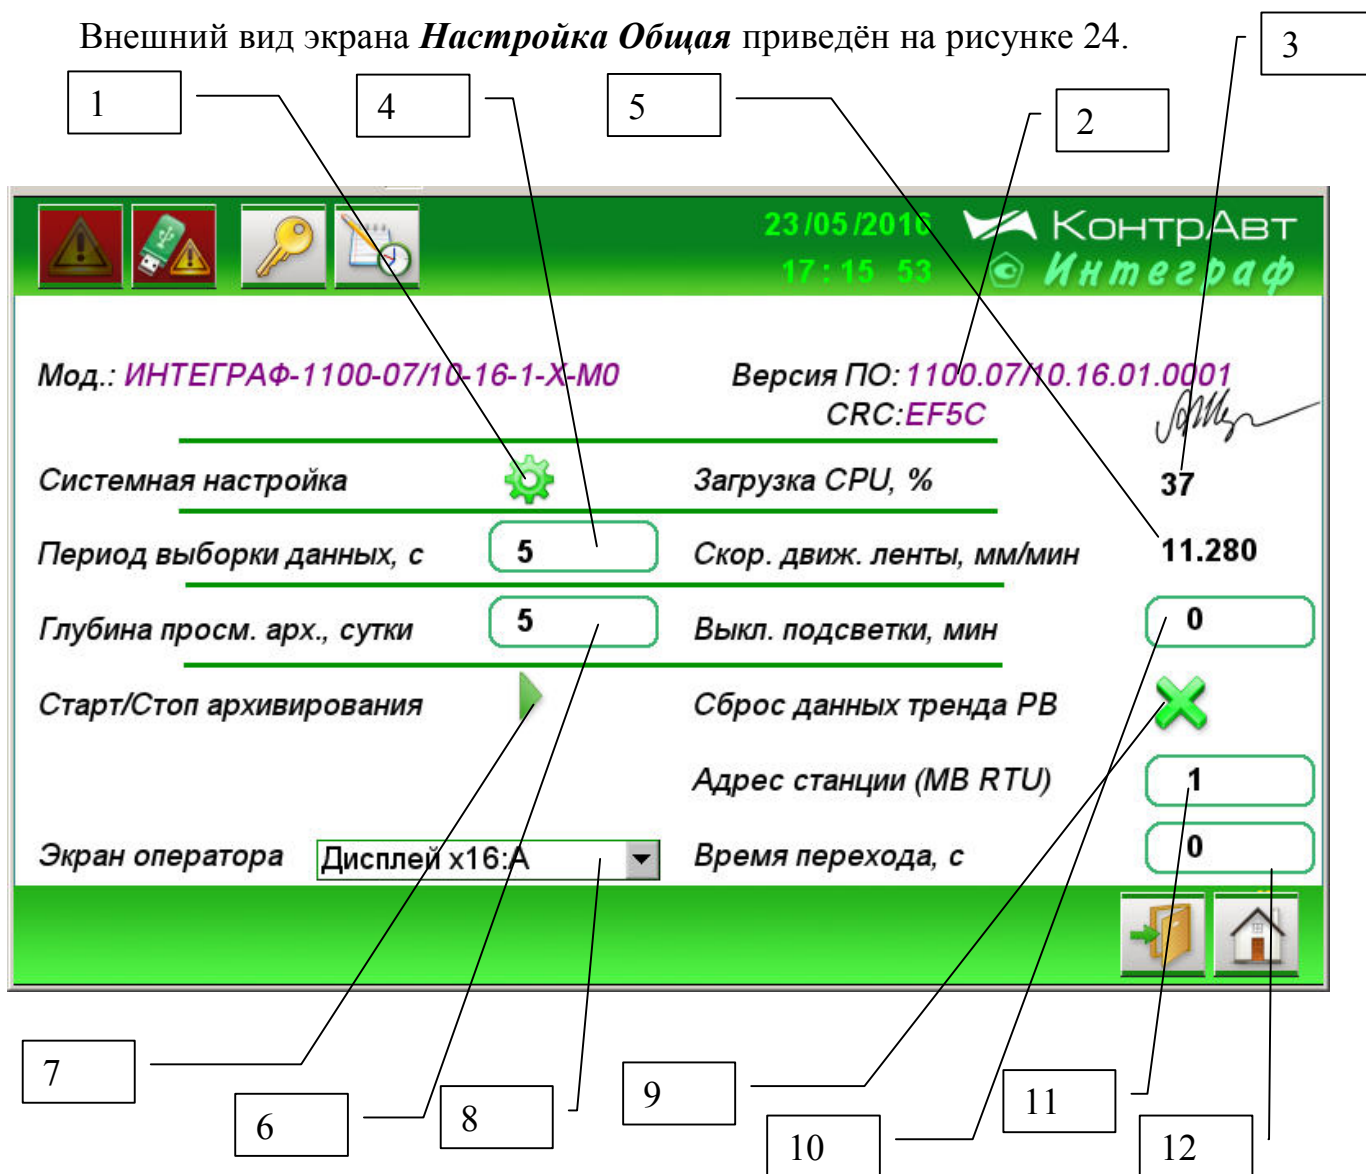 Внешний вид экрана Настройка Общая приведён на рисунке 24.
3
1
4
5
2
23/05/2016
КонтрАвт
17:15 53
Интеграф
Мод.: ИНТЕГРАФ-1100-07/10-16-1-X-M0
Версия ПО: 1100.07/10.16.01.0001
CRC:EF5C
Системная настройка
Загрузка CPU, %
37
Период выборки данных, с
5
Скор. движ. ленты, мм/мин
11.280
Глубина просм. арх., сутки
5
Выкл. подсветки, мин
0
Старт/Стоп архивирования
Сброс данных тренда РВ
Адрес станции (MB RTU)
1
Экран оператора
Дисплей x16:A
Время перехода, с
0
7
6
8
9
10
11
12